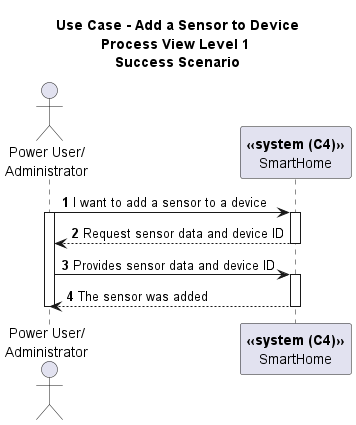 Use Case - Add a Sensor to Device
Process View Level 1
Success Scenario
Power User/
Administrator
«system (C4)»
SmartHome
1 I want to add a sensor to a device
2 Request sensor data and device ID
3 Provides sensor data and device ID
4 The sensor was added
Power User/
Administrator
«system (C4)»
SmartHome